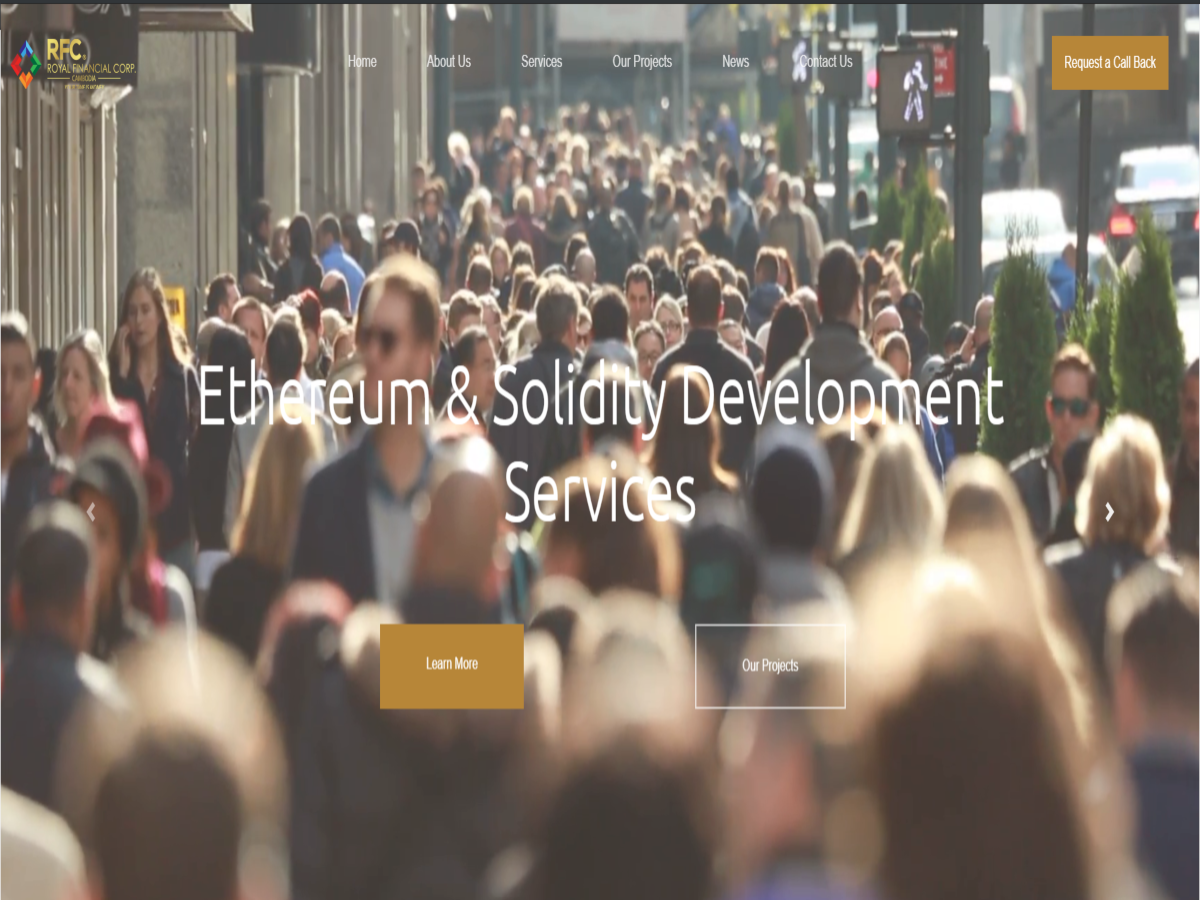 RFC.
ROYAL FINANCIAL CORP.
CAMBODIA
Home
About Us
Services
Our Projects
News
Contact Us
Request a Call Back
Ethereum & Solidity Development
Services
Learn More
Our Projects